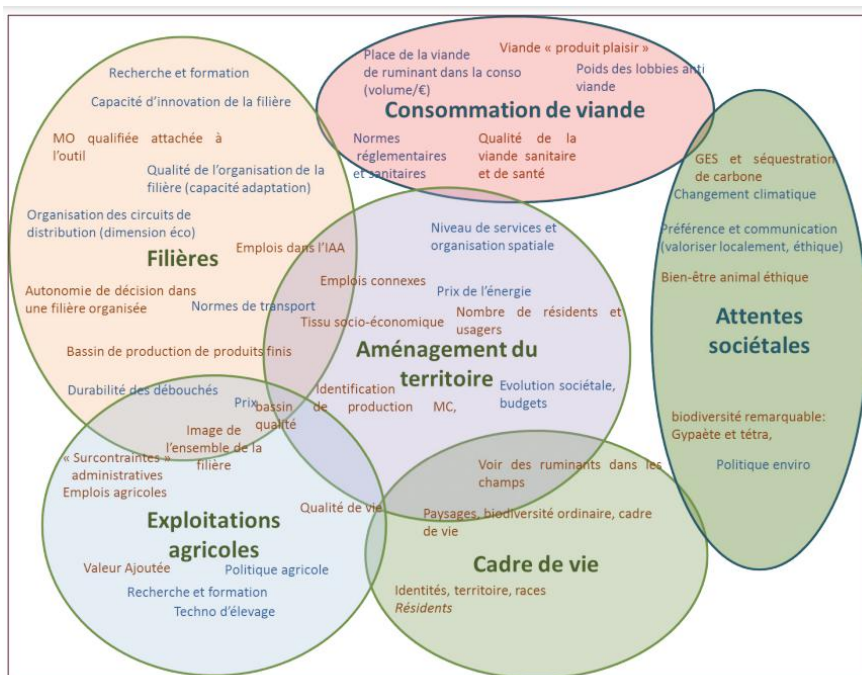 Recherche et formation
Capacité d'innovation de la filière
MO qualifiée attachée à
l'outil
Qualité de l'organisation de la
filière (capacité adaptation)
Organisation des circuits de
distribution (dimension éco)
Filières
Emplois dans l'IAA
Autonomie de décision dans
une filière organisée
Normes de transport
Bassin de production de produits finis
Durabilité des débouchés
Prix
Image de
l'ensemble de la
filière
Place de la viande
de ruminant dans la conso
(volume/€)
Viande « produit plaisir »
Poids des lobbies anti
viande
Consommation de viande
Normes
réglementaires
et sanitaires
Qualité de la
viande sanitaire
et de santé
GES et séquestration
de carbone
Changement climatique
Préférence et communication
(valoriser localement, éthique)
Bien-être animal éthique
Attentes
sociétales
biodiversité remarquable:
Gypaète et tétra,
Politique enviro
Niveau de services et
organisation spatiale
Emplois connexes
Prix de l'énergie
Tissu socio-économique
Nombre de résidents et
usagers
Aménagement du
territoire
Identification
bassin de production MC,
qualité
Evolution sociétale,
budgets
« Surcontraintes »
administratives
Emplois agricoles
Qualité de vie
Exploitations
agricoles
Valeur Ajoutée
Politique agricole
Recherche et formation
Techno d'élevage
Voir des ruminants dans les
champs
Paysages, biodiversité ordinaire, cadre
de vie
Cadre de vie
Identités, territoire, races
Résidents